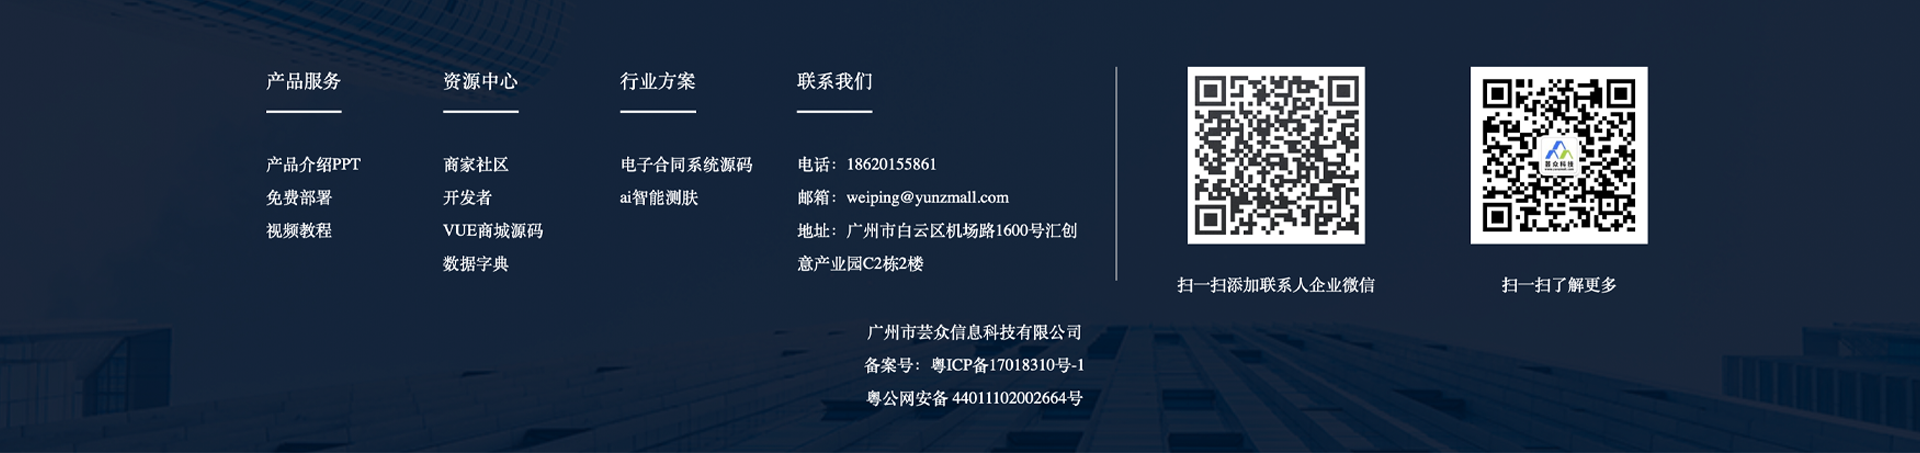 产品服务
产品介绍PPT
免费部署
视频教程
资源中心
商家社区
开发者
VUE商城源码
数据字典
行业方案
电子合同系统源码
ai智能测肤
联系我们
电话：18620155861
邮箱：weiping@yunzmall.com
地址：广州市白云区机场路1600号汇创
意产业园C2栋2楼
扫一扫添加联系人企业微信
芸众科技
www.yunzmall.com
扫一扫了解更多
广州市芸众信息科技有限公司
备案号：粤ICP备17018310号-1
粤公网安备 44011102002664号